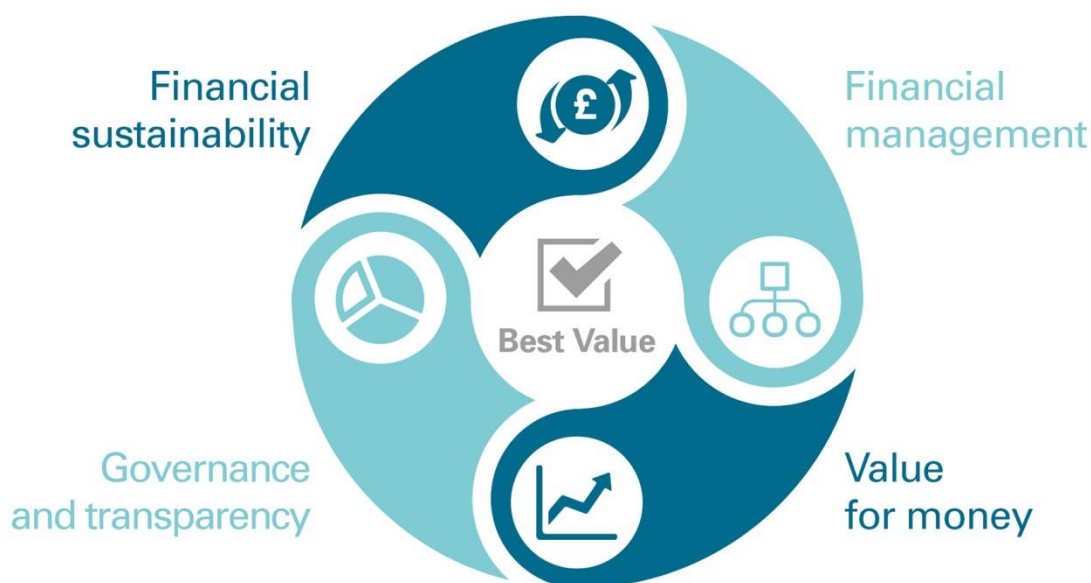 Financial
sustainability
Financial
management
£
Best Value
Governance
and transparency
Value
for money